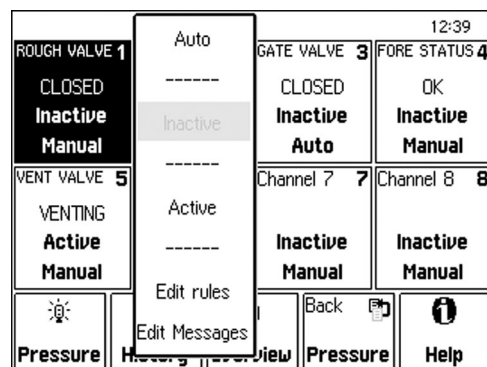 12:39
ROUGH VALVE 1
CLOSED
Inactive
Manual
Auto
------
Inactive
------
Active
------
Edit rules
Edit Messages
GATE VALVE 3
CLOSED
Inactive
Auto
FORE STATUS 4
OK
Inactive
Manual
VENT VALVE 5
VENTING
Active
Manual
Channel 7 7
Inactive
Manual
Channel 8 8
Inactive
Manual
Pressure
Back
Pressure
Help